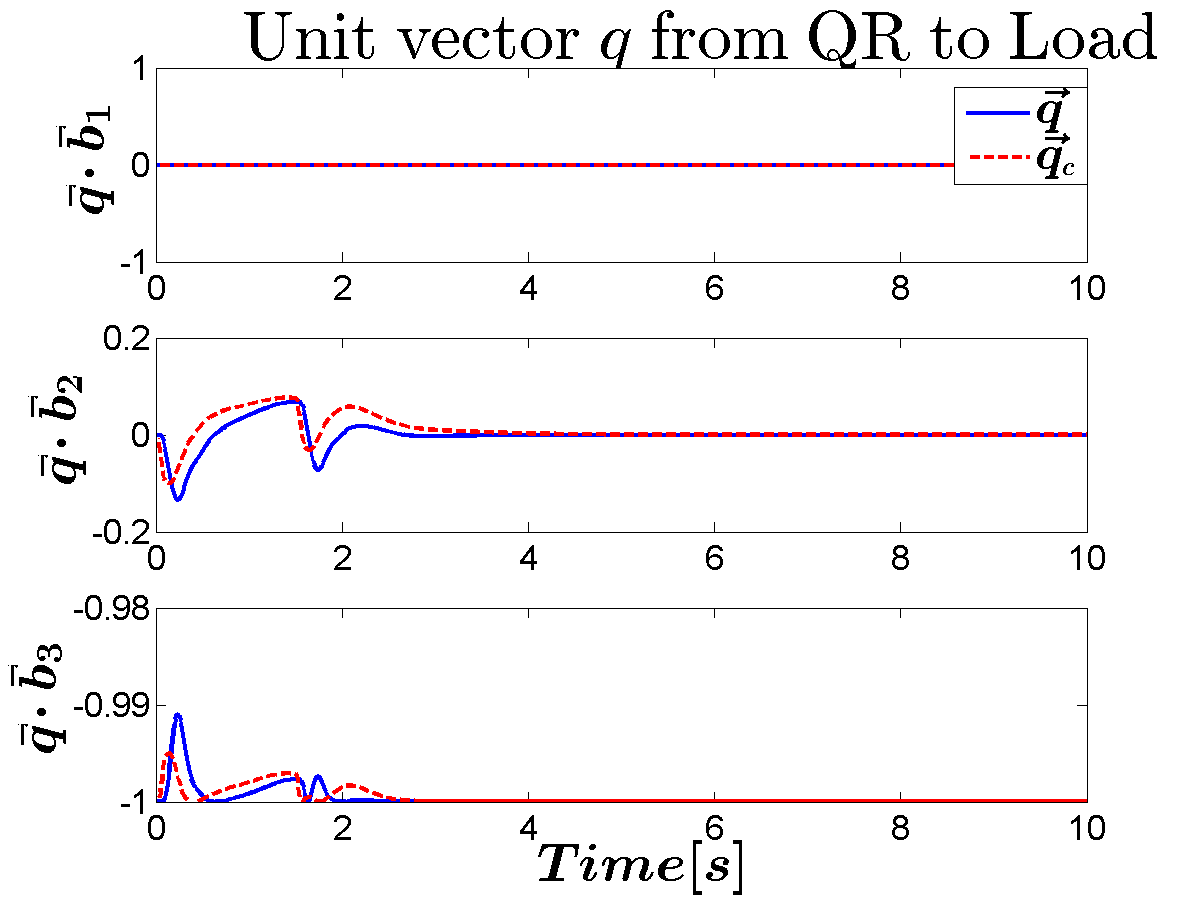 Unit vector q from QR to Load
1
0
-1
q̄ · b̄₁
q⃗
q⃗c
0 2 4 6 8 10
0.2
0
-0.2
q̄ · b̄₂
0 2 4 6 8 10
-0.98
-0.99
-1
q̄ · b̄₃
0 2 4 6 8 10
Time[s]